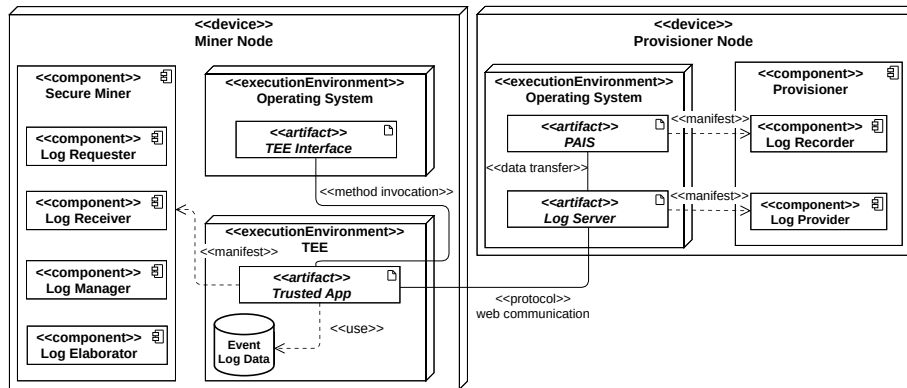 <<device>>
Miner Node
<<component>>
Secure Miner
<<component>>
Log Requester
<<component>>
Log Receiver
<<component>>
Log Manager
<<component>>
Log Elaborator
<<executionEnvironment>>
Operating System
<<artifact>>
TEE Interface
<<method invocation>>
<<executionEnvironment>>
TEE
<<manifest>>
<<artifact>>
Trusted App
<<use>>
Event
Log Data
<<protocol>>
web communication
<<device>>
Provisioner Node
<<executionEnvironment>>
Operating System
<<artifact>>
PAIS
<<data transfer>>
<<artifact>>
Log Server
<<manifest>>
<<manifest>>
<<component>>
Provisioner
<<component>>
Log Recorder
<<component>>
Log Provider